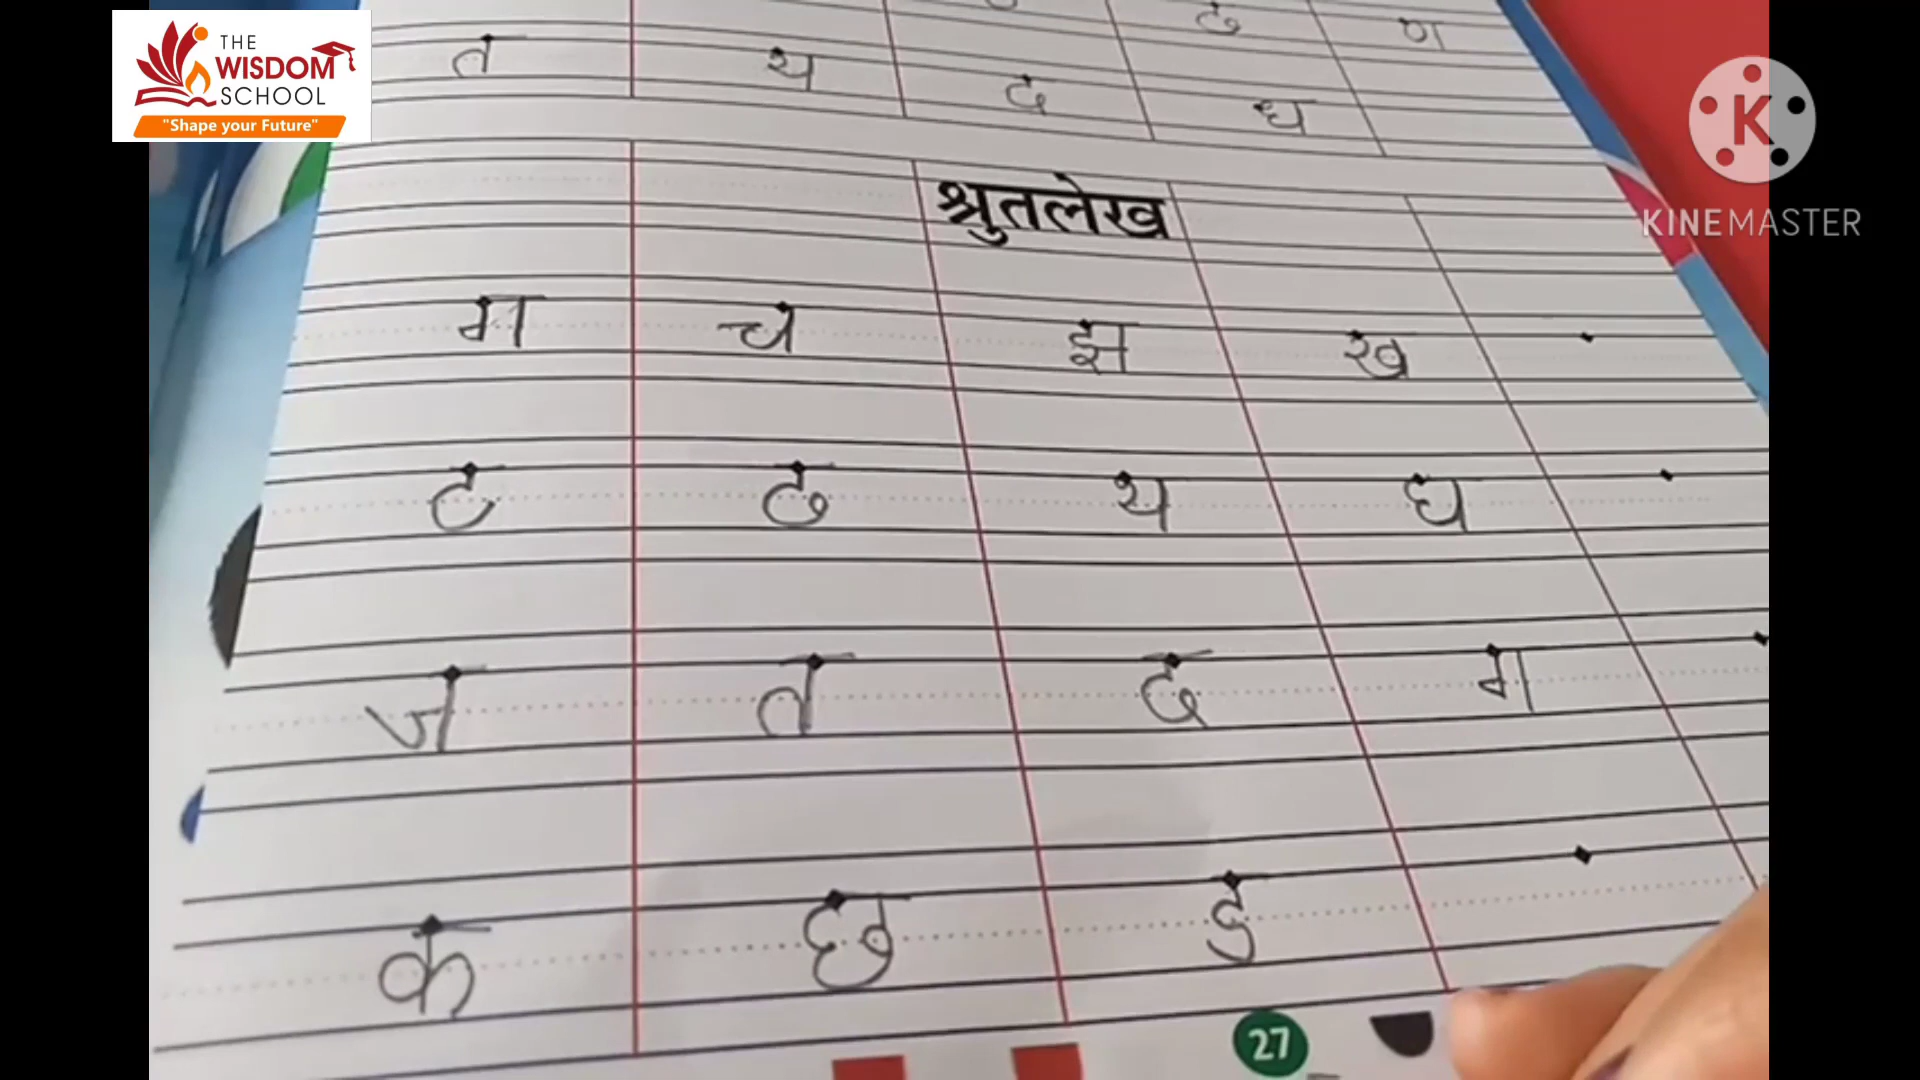 THE
WISDOM
SCHOOL
"Shape your Future"
K
KINEMASTER
ढ ण
त थ द ध
श्रुतलेख
ग च झ ख
ट ढ थ घ
ज त द ग
क छ इ
27